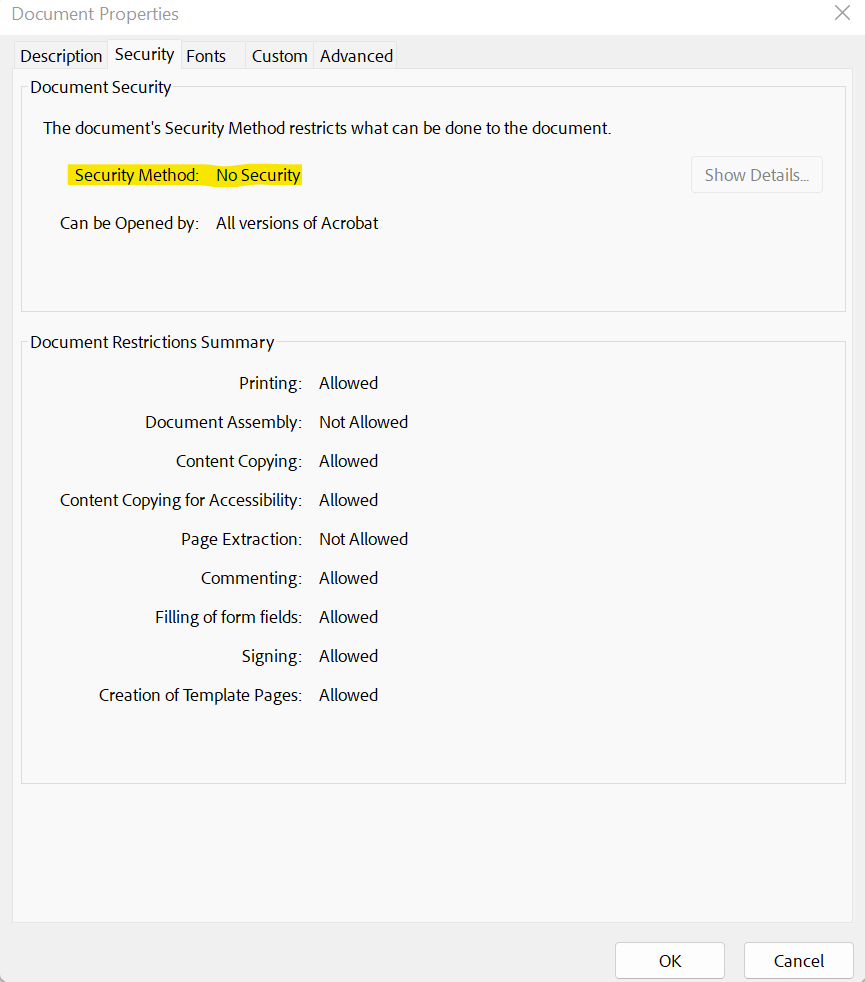 Document Properties
Description Security Fonts Custom Advanced
Document Security
The document's Security Method restricts what can be done to the document.
Security Method: No Security Show Details...
Can be Opened by: All versions of Acrobat
Document Restrictions Summary
Printing: Allowed
Document Assembly: Not Allowed
Content Copying: Allowed
Content Copying for Accessibility: Allowed
Page Extraction: Not Allowed
Commenting: Allowed
Filling of form fields: Allowed
Signing: Allowed
Creation of Template Pages: Allowed
OK Cancel